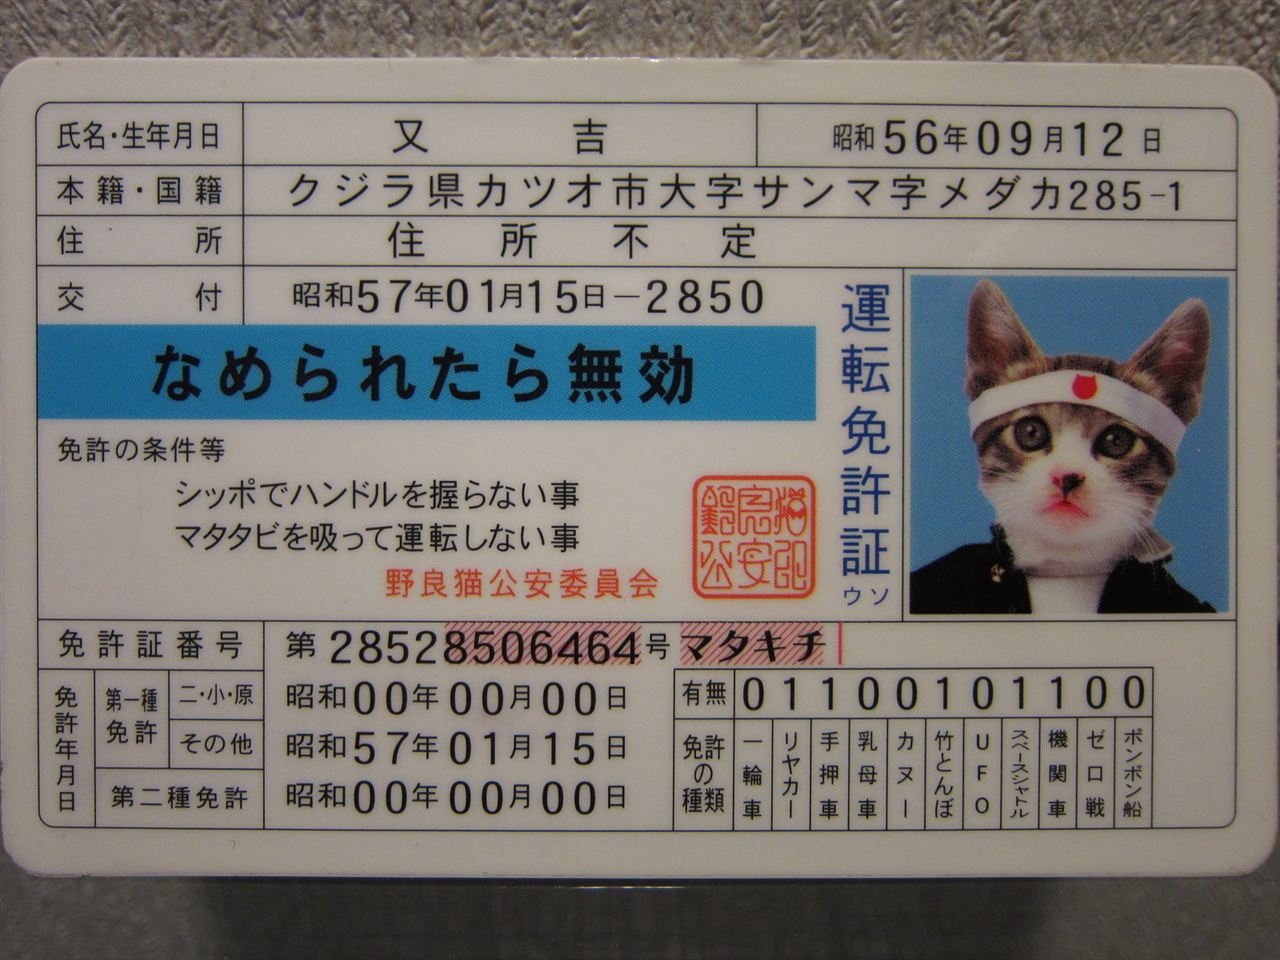 氏名・生年月日 又吉 昭和56年09月12日
本籍・国籍 クジラ県カツオ市大字サンマ字メダカ285-1
住所 住所不定
交付 昭和57年01月15日－2850
なめられたら無効
運転免許証
ウソ
免許の条件等
シッポでハンドルを握らない事
マタタビを吸って運転しない事
野良猫公安委員会
免許証番号 第28528506464号 マタキチ
免許年月日
第一種免許 二・小・原 昭和00年00月00日
その他 昭和57年01月15日
第二種免許 昭和00年00月00日
有無 0 1 1 0 0 1 0 1 1 0 0
免許の種類 一輪車 リヤカー 手押車 乳母車 カヌー 竹とんぼ UFO スペースシャトル 機関車 ゼロ戦 ポンポン船